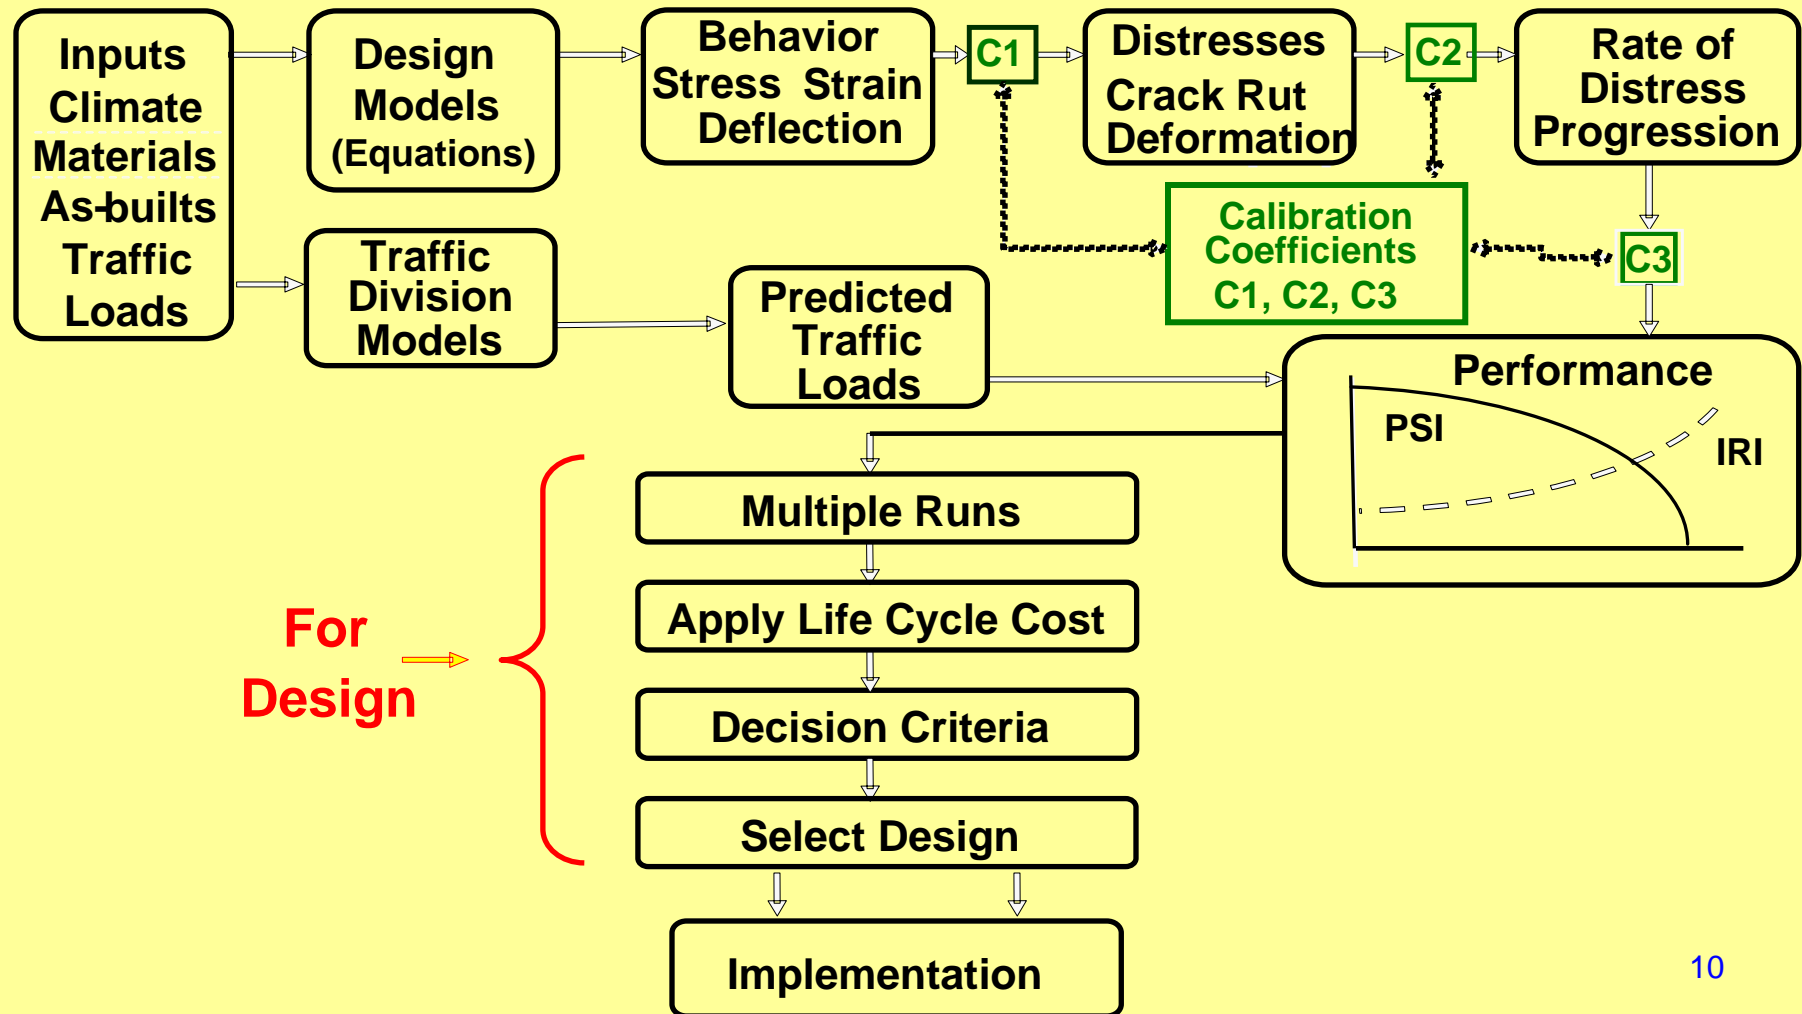 Inputs
Climate
Materials
As-builts
Traffic
Loads
Design
Models
(Equations)
Behavior
Stress Strain
Deflection
C1
Distresses
Crack Rut
Deformation
C2
Rate of
Distress
Progression
Traffic
Division
Models
Predicted
Traffic
Loads
Calibration
Coefficients
C1, C2, C3
C3
Performance
PSI
IRI
Multiple Runs
Apply Life Cycle Cost
For
Design
Decision Criteria
Select Design
Implementation
10